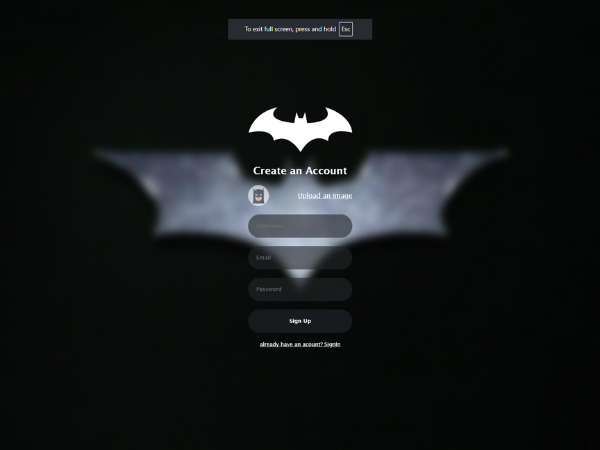 To exit full screen, press and hold Esc
Create an Account
Upload an image
Email
Password
Sign Up
already have an acount? SignIn